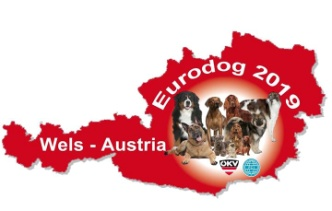 Eurodog 2019
Wels - Austria
ÖKV